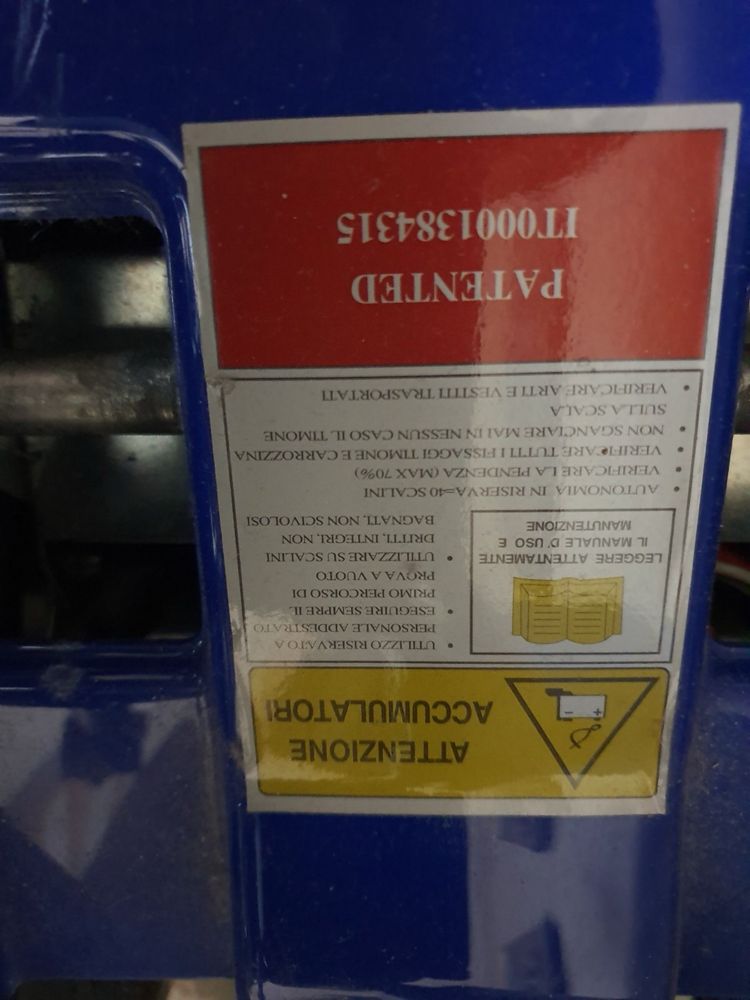 ATTENZIONE
ACCUMULATORI
LEGGERE ATTENTAMENTE
IL MANUALE D'USO E
MANUTENZIONE
• UTILIZZO RISERVATO A
PERSONALE ADDESTRATO
• ESEGUIRE SEMPRE IL
PRIMO PERCORSO DI
PROVA A VUOTO
• UTILIZZARE SU SCALINI
DRITTI, INTEGRI, NON
BAGNATI, NON SCIVOLOSI
• AUTONOMIA IN RISERVA=40 SCALINI
• VERIFICARE LA PENDENZA (MAX 70%)
• VERIFICARE TUTTI I FISSAGGI TIMONE E CARROZZINA
• NON SGANCIARE MAI IN NESSUN CASO IL TIMONE
SULLA SCALA
• VERIFICARE ARTI E VESTITI TRASPORTATI
PATENTED
IT0001384315